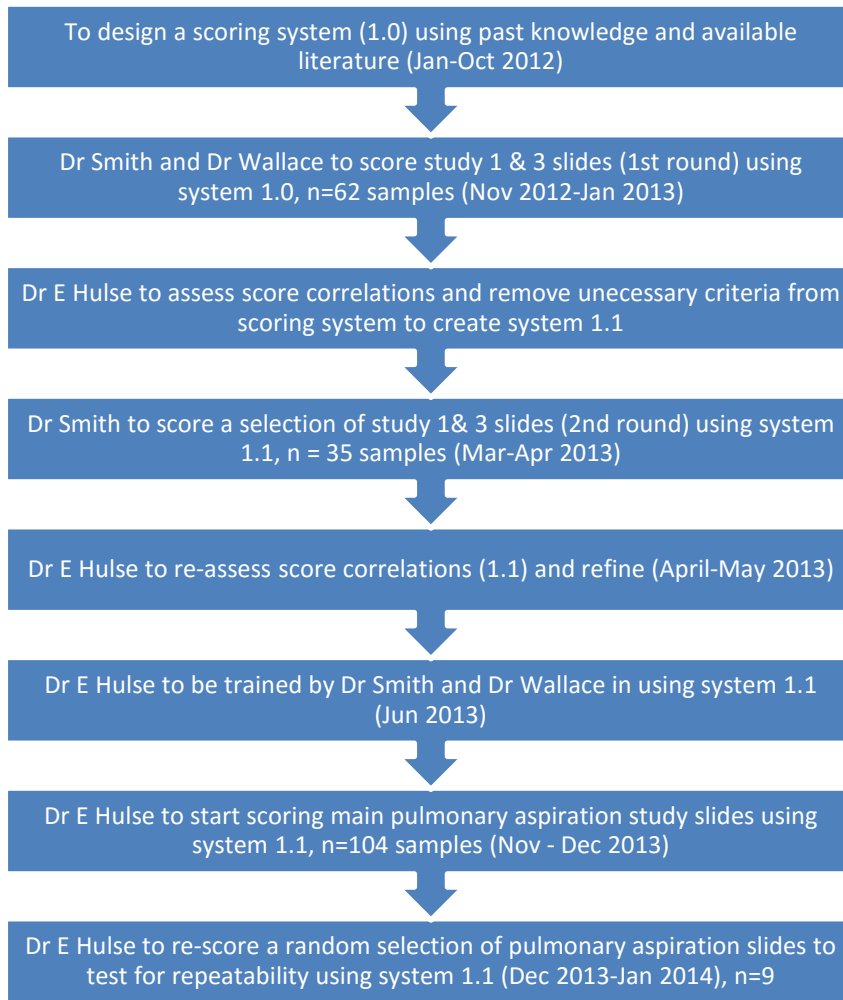 To design a scoring system (1.0) using past knowledge and available
literature (Jan-Oct 2012)
Dr Smith and Dr Wallace to score study 1 & 3 slides (1st round) using
system 1.0, n=62 samples (Nov 2012-Jan 2013)
Dr E Hulse to assess score correlations and remove unecessary criteria from
scoring system to create system 1.1
Dr Smith to score a selection of study 1& 3 slides (2nd round) using system
1.1, n = 35 samples (Mar-Apr 2013)
Dr E Hulse to re-assess score correlations (1.1) and refine (April-May 2013)
Dr E Hulse to be trained by Dr Smith and Dr Wallace in using system 1.1
(Jun 2013)
Dr E Hulse to start scoring main pulmonary aspiration study slides using
system 1.1, n=104 samples (Nov - Dec 2013)
Dr E Hulse to re-score a random selection of pulmonary aspiration slides to
test for repeatability using system 1.1 (Dec 2013-Jan 2014), n=9